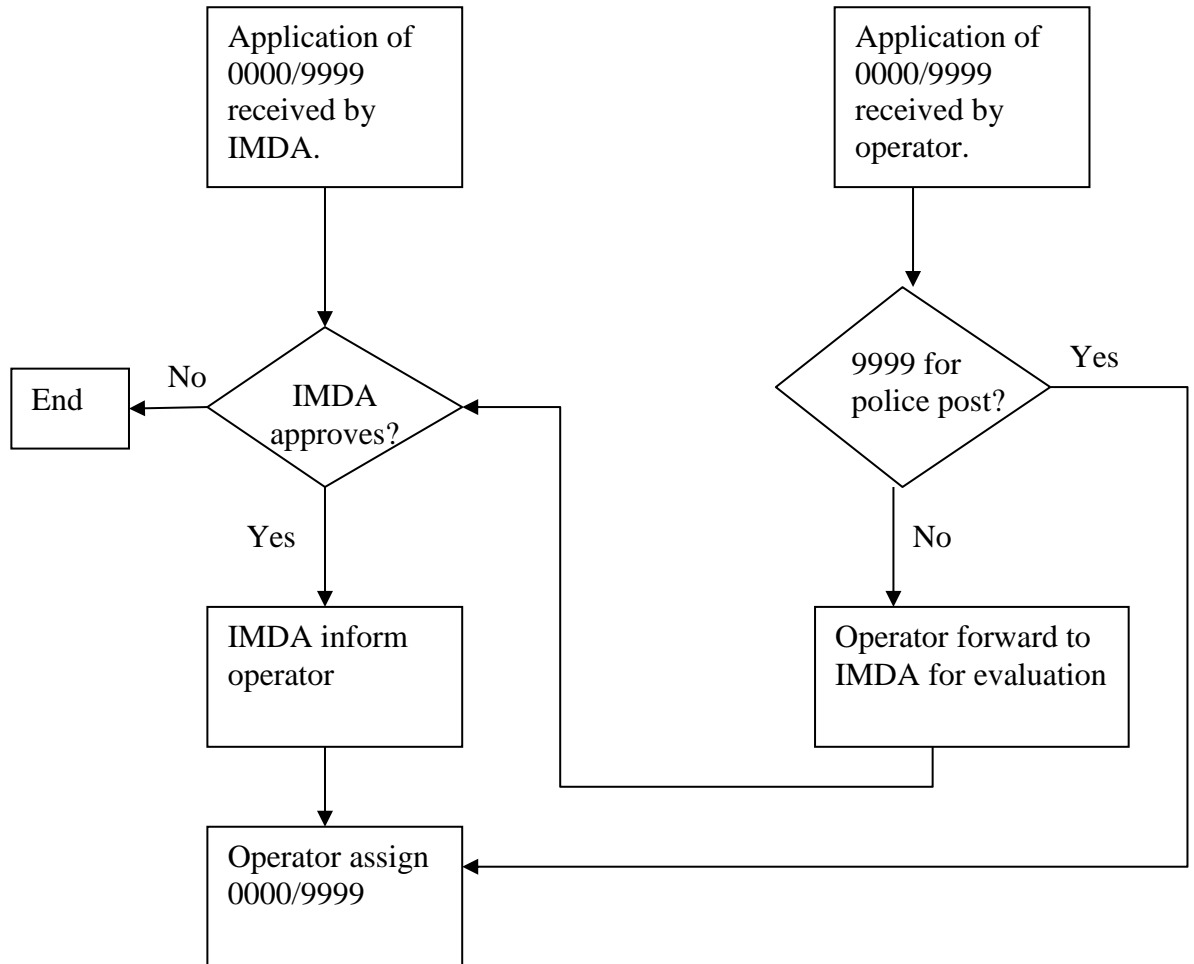 Application of
0000/9999
received by
IMDA.
Application of
0000/9999
received by
operator.
No
End
IMDA
approves?
9999 for
police post?
Yes
Yes
No
IMDA inform
operator
Operator forward to
IMDA for evaluation
Operator assign
0000/9999